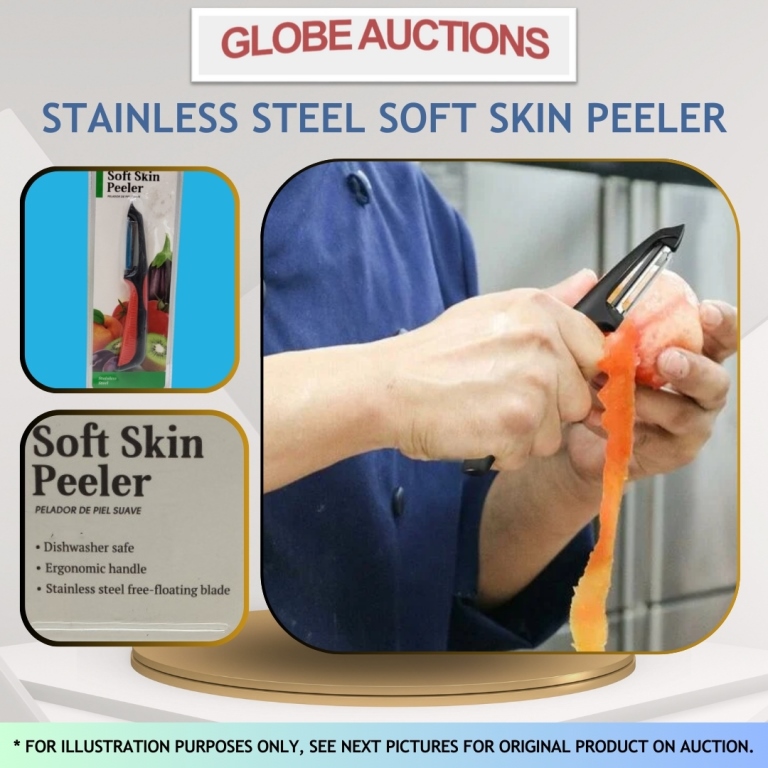 GLOBE AUCTIONS
STAINLESS STEEL SOFT SKIN PEELER
Soft Skin
Peeler
Soft Skin
Peeler
PELADOR DE PIEL SUAVE
• Dishwasher safe
• Ergonomic handle
• Stainless steel free-floating blade
* FOR ILLUSTRATION PURPOSES ONLY, SEE NEXT PICTURES FOR ORIGINAL PRODUCT ON AUCTION.